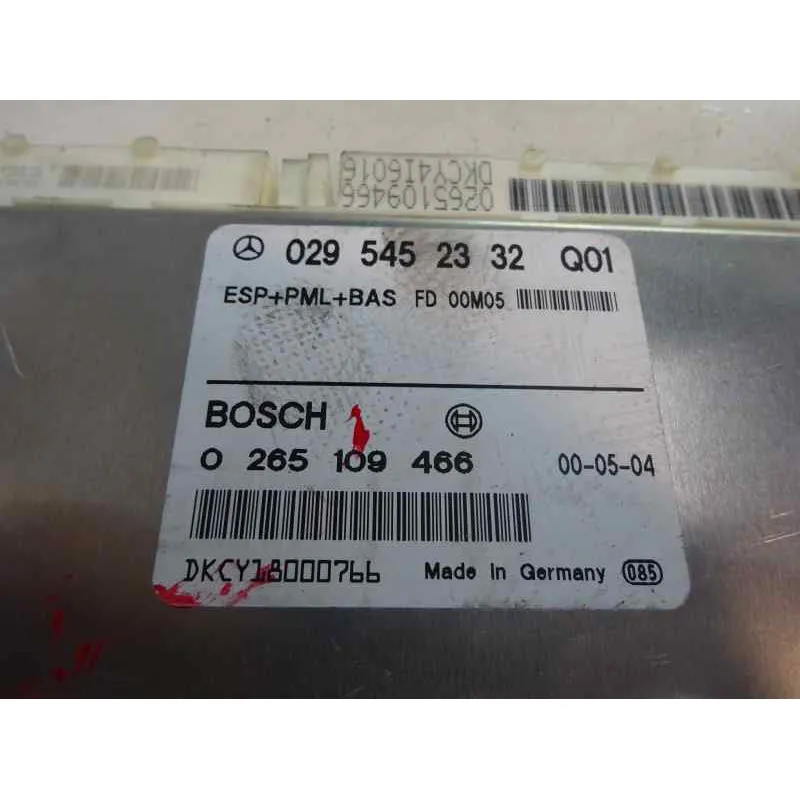 0265109466
DKCY4I6016
029 545 23 32 Q01
ESP+PML+BAS FD 00M05
BOSCH
0 265 109 466 00-05-04
DKCY18000766 Made in Germany 085